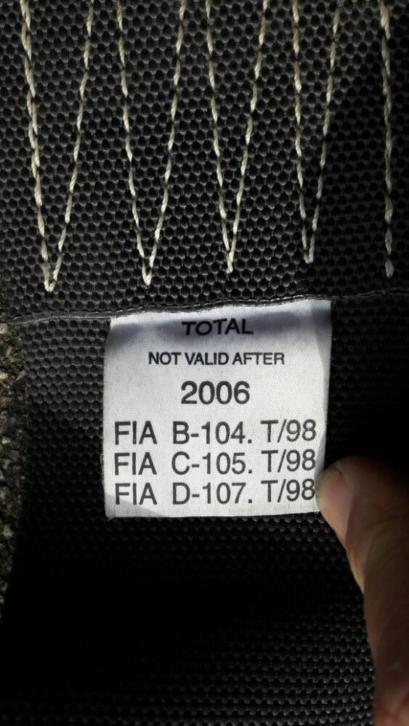 TOTAL
NOT VALID AFTER
2006
FIA B-104. T/98
FIA C-105. T/98
FIA D-107. T/98